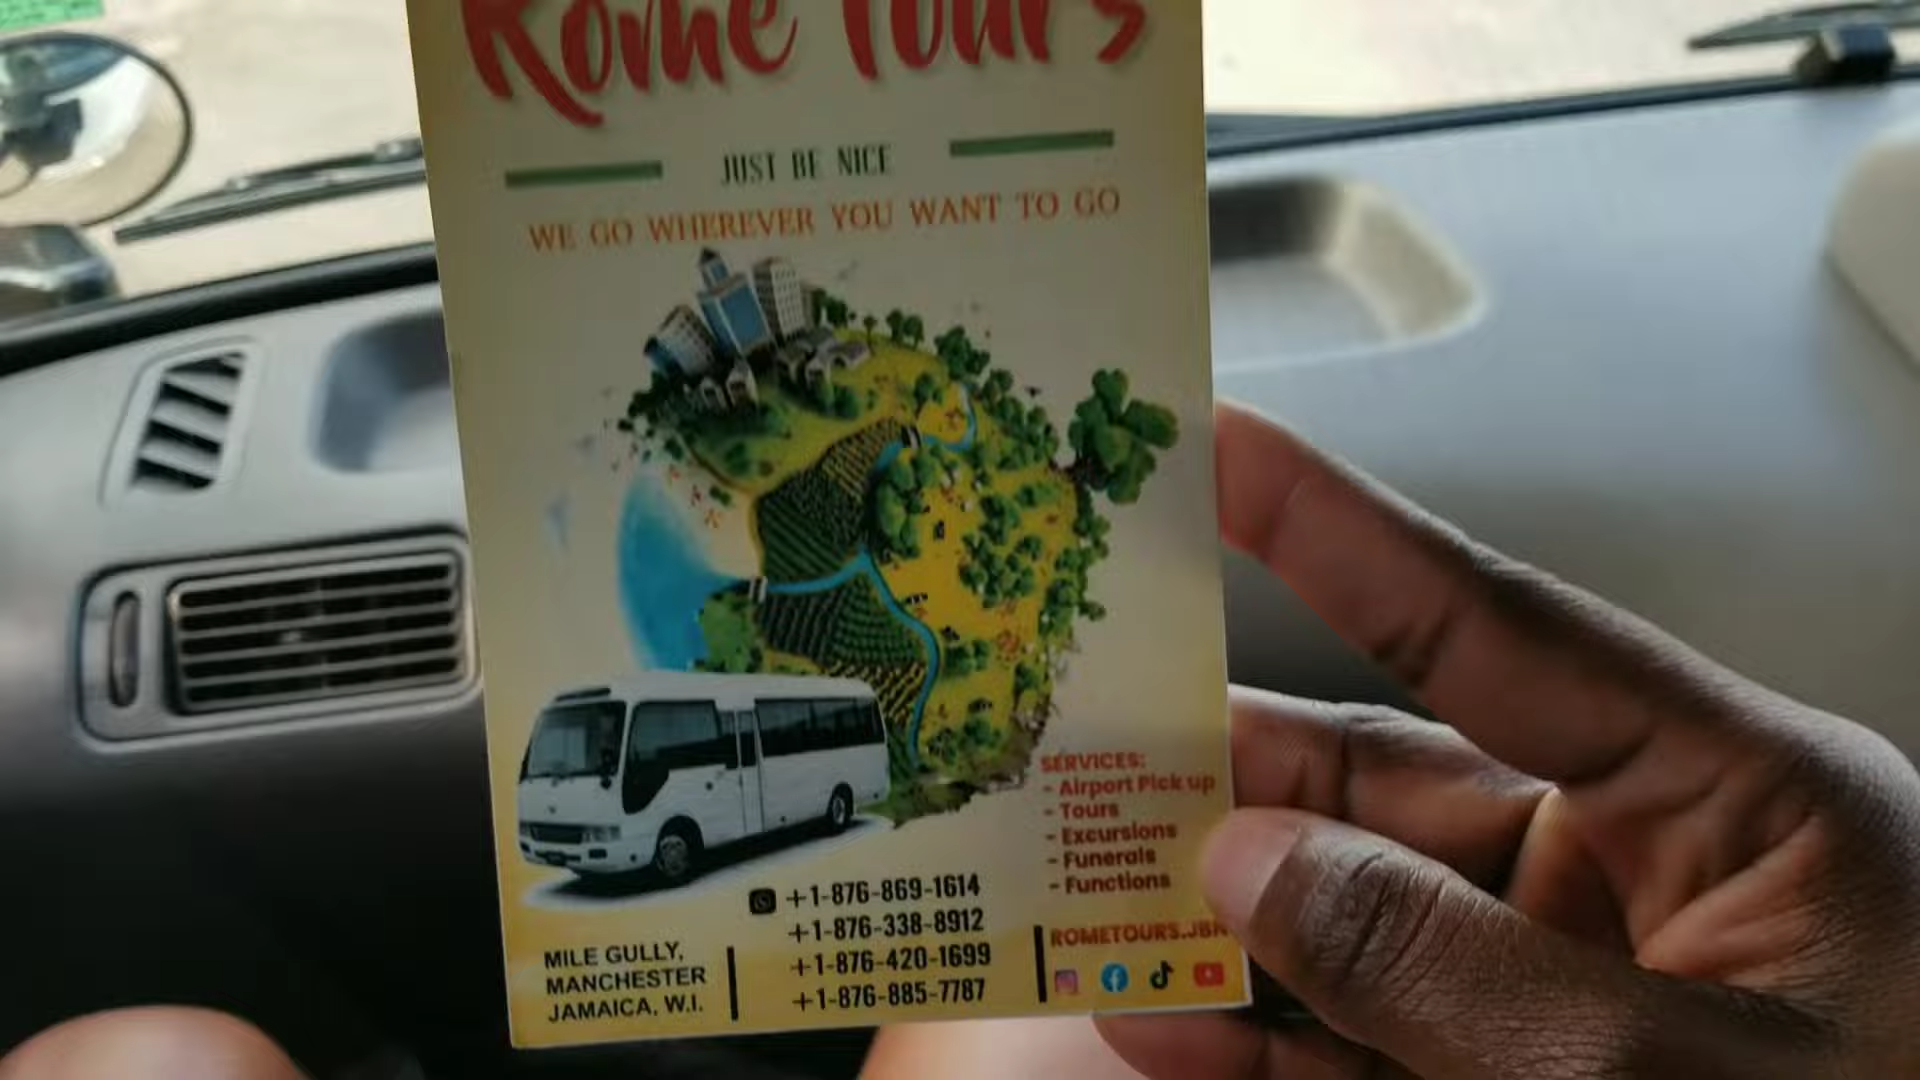 Rome Tours
JUST BE NICE
WE GO WHEREVER YOU WANT TO GO
SERVICES:
- Airport Pick up
- Tours
- Excursions
- Funerals
- Functions
+1-876-869-1614
+1-876-338-8912
+1-876-420-1699
+1-876-885-7787
MILE GULLY,
MANCHESTER
JAMAICA, W.I.
ROMETOURS.JBN